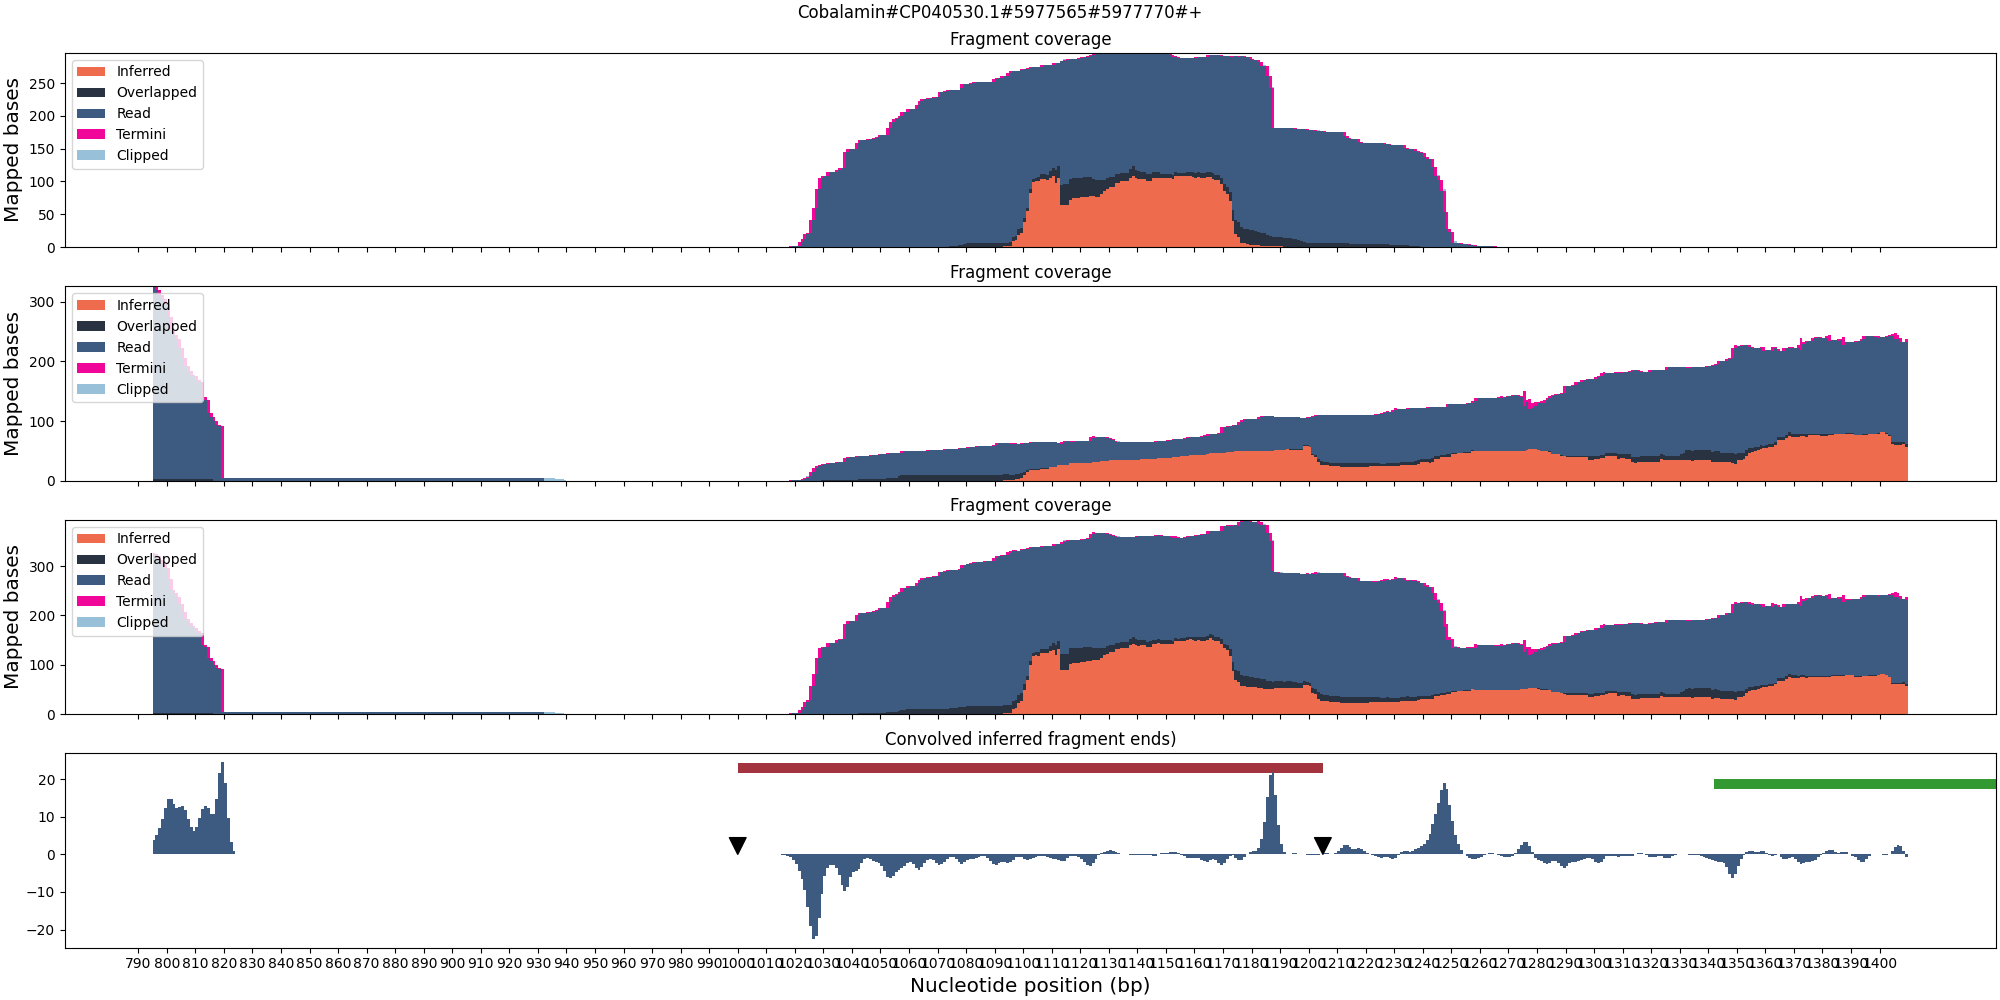 Cobalamin#CP040530.1#5977565#5977770#+
Fragment coverage
Mapped bases
250
200
150
100
50
0
Inferred
Overlapped
Read
Termini
Clipped
Fragment coverage
Mapped bases
300
200
100
0
Inferred
Overlapped
Read
Termini
Clipped
Fragment coverage
Mapped bases
300
200
100
0
Inferred
Overlapped
Read
Termini
Clipped
Convolved inferred fragment ends)
20
10
0
−10
−20
790 800 810 820 830 840 850 860 870 880 890 900 910 920 930 940 950 960 970 980 990 1000 1010 1020 1030 1040 1050 1060 1070 1080 1090 1100 1110 1120 1130 1140 1150 1160 1170 1180 1190 1200 1210 1220 1230 1240 1250 1260 1270 1280 1290 1300 1310 1320 1330 1340 1350 1360 1370 1380 1390 1400
Nucleotide position (bp)